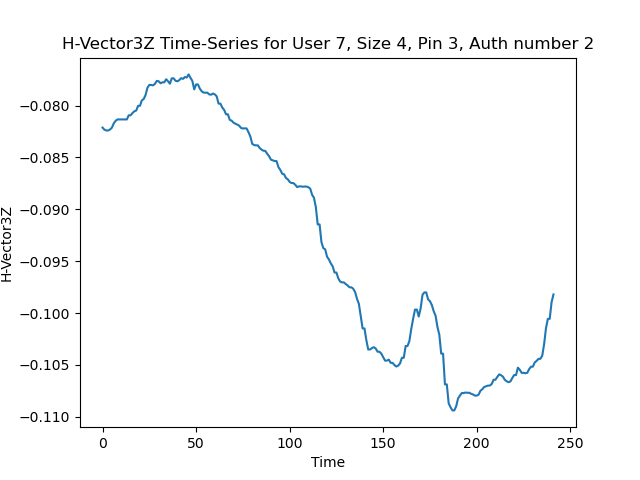 H-Vector3Z Time-Series for User 7, Size 4, Pin 3, Auth number 2
−0.080
−0.085
−0.090
−0.095
−0.100
−0.105
−0.110
H-Vector3Z
0 50 100 150 200 250
Time